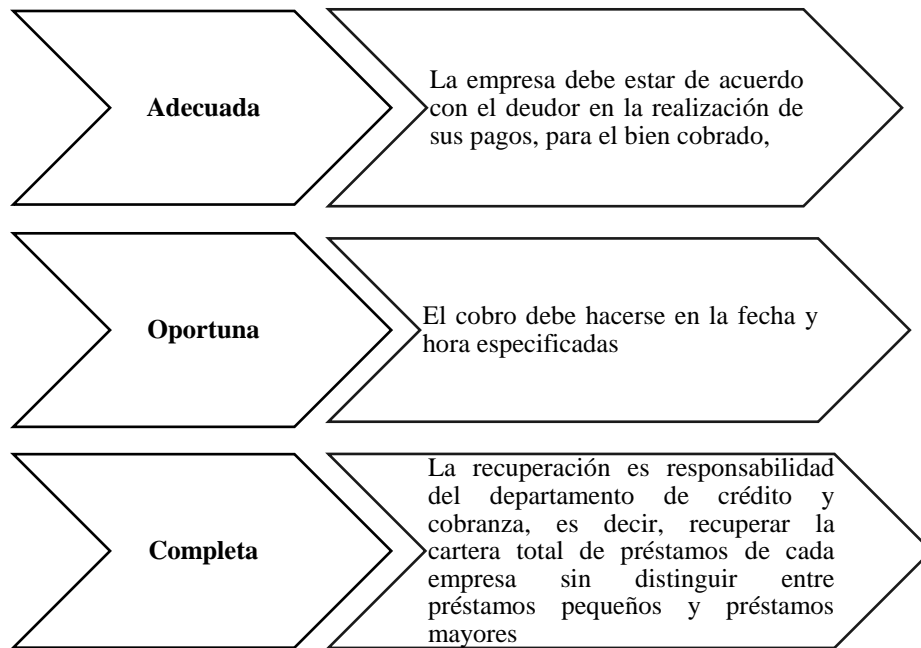 Adecuada
La empresa debe estar de acuerdo
con el deudor en la realización de
sus pagos, para el bien cobrado,
Oportuna
El cobro debe hacerse en la fecha y
hora especificadas
Completa
La recuperación es responsabilidad
del departamento de crédito y
cobranza, es decir, recuperar la
cartera total de préstamos de cada
empresa sin distinguir entre
préstamos pequeños y préstamos
mayores